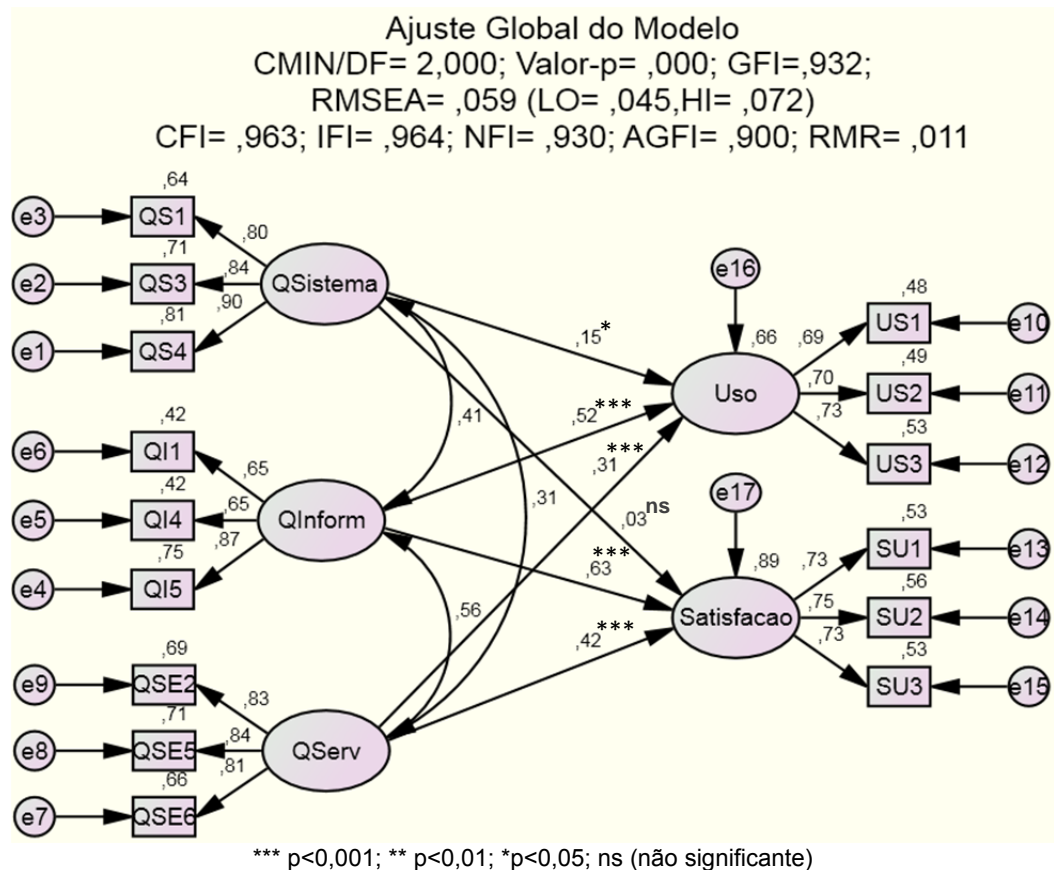 Ajuste Global do Modelo
CMIN/DF= 2,000; Valor-p= ,000; GFI=,932;
RMSEA= ,059 (LO= ,045,HI= ,072)
CFI= ,963; IFI= ,964; NFI= ,930; AGFI= ,900; RMR= ,011
,64
e3 QS1 ,80
,71
e2 QS3 ,84 QSistema
,81 ,90
e1 QS4
,42
e6 QI1 ,65
,42
e5 QI4 ,65 QInform
,75 ,87
e4 QI5
,69
e9 QSE2 ,83
,71
e8 QSE5 ,84 QServ
,66 ,81
e7 QSE6
,41
,31
,56
,15*
,52***
,31***
,03ns
***
,63
,42***
e16
,66
Uso
,48
,69 US1 e10
,49
,70 US2 e11
,53
,73 US3 e12
e17
,89
Satisfacao
,53
,73 SU1 e13
,56
,75 SU2 e14
,53
,73 SU3 e15
*** p<0,001; ** p<0,01; *p<0,05; ns (não significante)